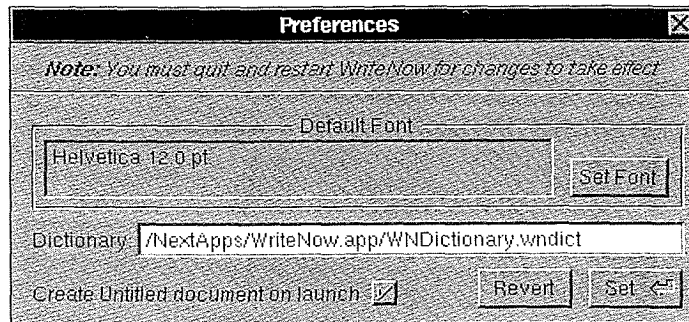 Preferences
Note: You must quit and restart WriteNow for changes to take effect
Default Font
Helvetica 12.0 pt.
Set Font
Dictionary: /NextApps/WriteNow.app/WNDictionary.wndict
Create Untitled document on launch
Revert Set